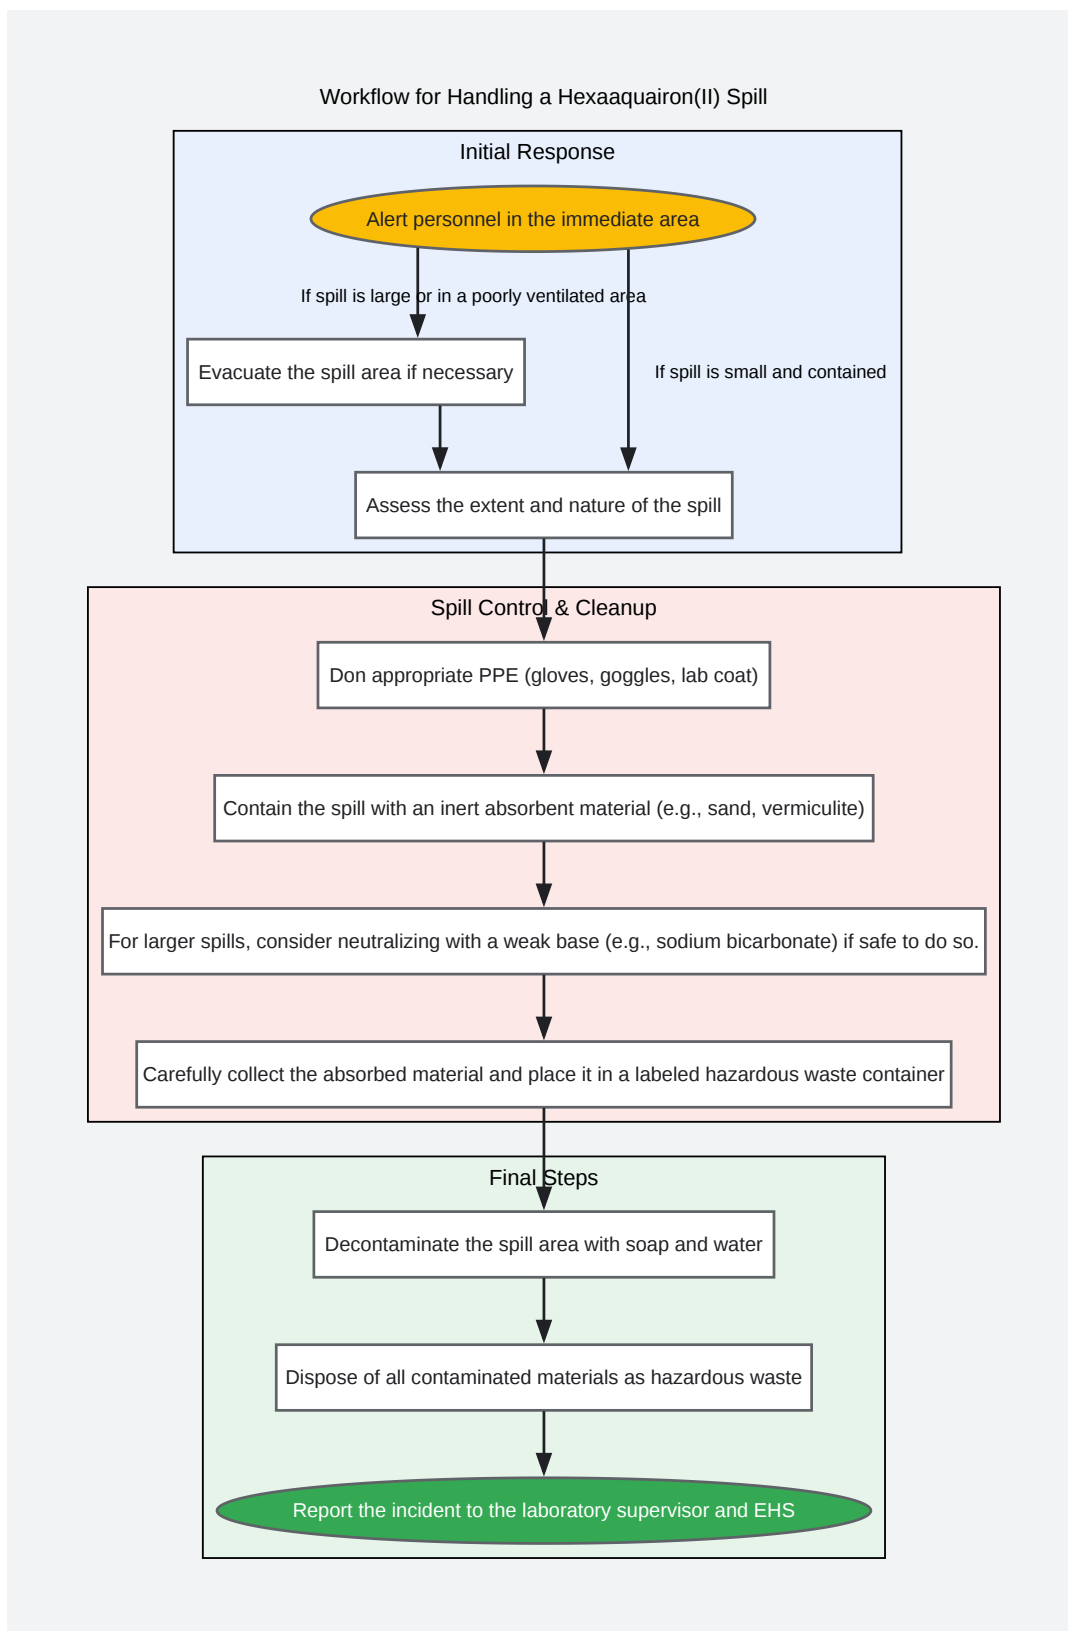 Workflow for Handling a Hexaaquairon(II) Spill
Initial Response
Alert personnel in the immediate area
If spill is large or in a poorly ventilated area
Evacuate the spill area if necessary
If spill is small and contained
Assess the extent and nature of the spill
Spill Control & Cleanup
Don appropriate PPE (gloves, goggles, lab coat)
Contain the spill with an inert absorbent material (e.g., sand, vermiculite)
For larger spills, consider neutralizing with a weak base (e.g., sodium bicarbonate) if safe to do so.
Carefully collect the absorbed material and place it in a labeled hazardous waste container
Final Steps
Decontaminate the spill area with soap and water
Dispose of all contaminated materials as hazardous waste
Report the incident to the laboratory supervisor and EHS